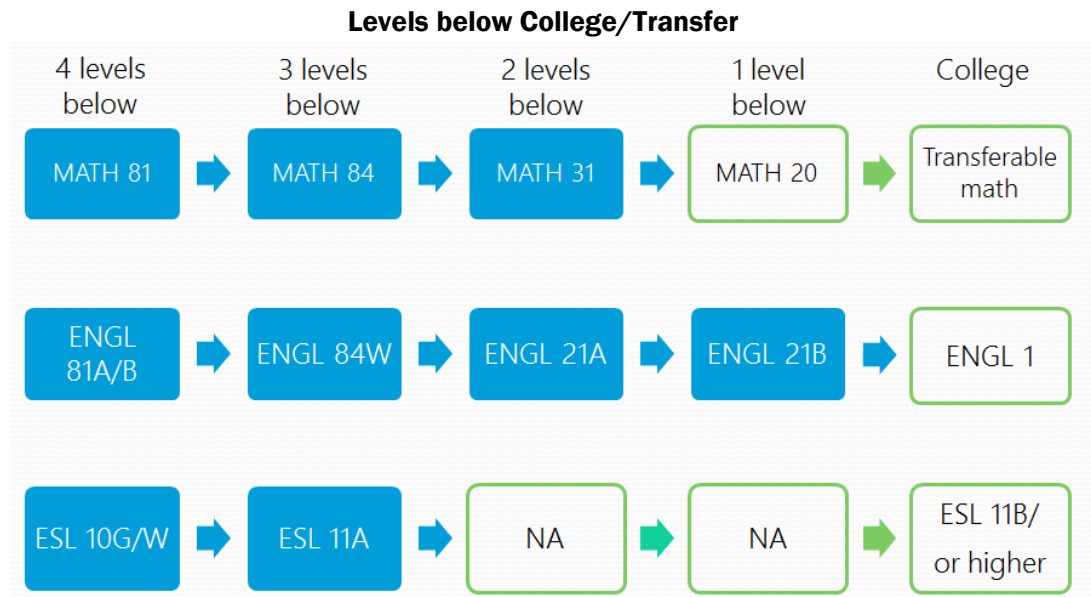 Levels below College/Transfer
4 levels
below
3 levels
below
2 levels
below
1 level
below
College
MATH 81
MATH 84
MATH 31
MATH 20
Transferable
math
ENGL
81A/B
ENGL 84W
ENGL 21A
ENGL 21B
ENGL 1
ESL 10G/W
ESL 11A
NA
NA
ESL 11B/
or higher